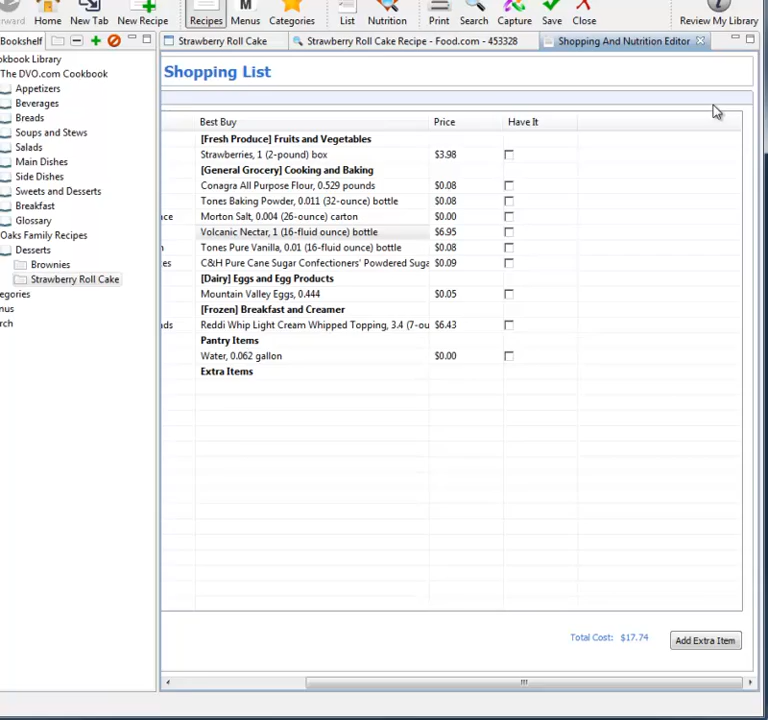 Home New Tab New Recipe Recipes Menus Categories List Nutrition Print Search Capture Save Close Review My Library
Bookshelf Strawberry Roll Cake Strawberry Roll Cake Recipe - Food.com - 453328 Shopping And Nutrition Editor
okbook Library
The DVO.com Cookbook
Appetizers
Beverages
Breads
Soups and Stews
Salads
Main Dishes
Side Dishes
Sweets and Desserts
Breakfast
Glossary
Oaks Family Recipes
Desserts
Brownies
Strawberry Roll Cake
egories
nus
rch
Shopping List
Best Buy Price Have It
[Fresh Produce] Fruits and Vegetables
Strawberries, 1 (2-pound) box $3.98
[General Grocery] Cooking and Baking
Conagra All Purpose Flour, 0.529 pounds $0.08
Tones Baking Powder, 0.011 (32-ounce) bottle $0.08
ce Morton Salt, 0.004 (26-ounce) carton $0.00
Volcanic Nectar, 1 (16-fluid ounce) bottle $6.95
n Tones Pure Vanilla, 0.01 (16-fluid ounce) bottle $0.08
es C&H Pure Cane Sugar Confectioners' Powdered Suga $0.09
[Dairy] Eggs and Egg Products
Mountain Valley Eggs, 0.444 $0.05
[Frozen] Breakfast and Creamer
ds Reddi Whip Light Cream Whipped Topping, 3.4 (7-ou $6.43
Pantry Items
Water, 0.062 gallon $0.00
Extra Items
Total Cost: $17.74 Add Extra Item